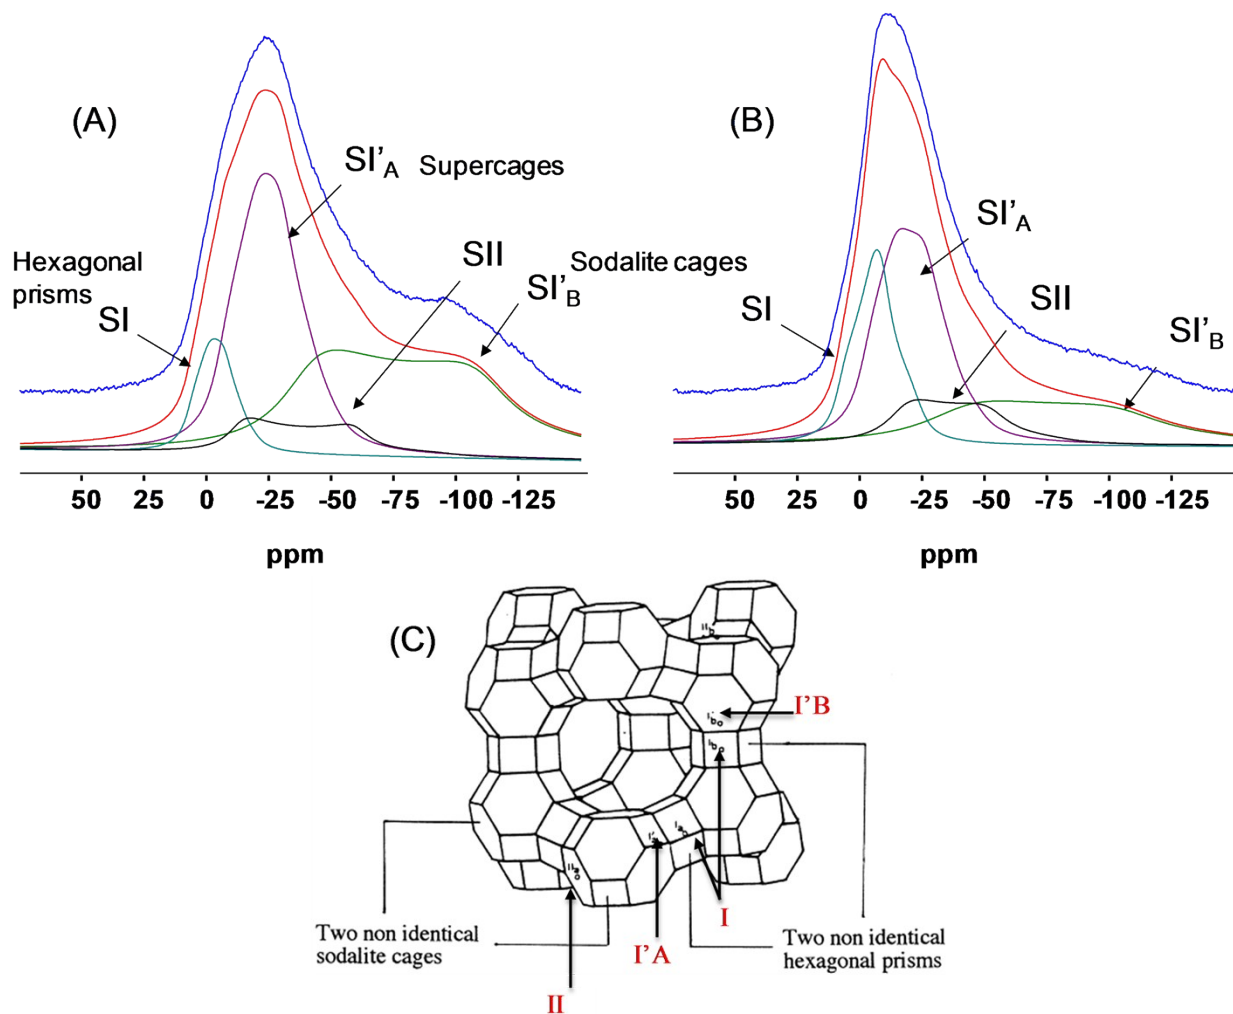 (A)
SI'A Supercages
Hexagonal
prisms
SI
SII
Sodalite cages
SI'B
50 25 0 -25 -50 -75 -100 -125
ppm
(B)
SI'A
SI
SII
SI'B
50 25 0 -25 -50 -75 -100 -125
ppm
(C)
I'B
I
I'A
II
Two non identical
sodalite cages
Two non identical
hexagonal prisms